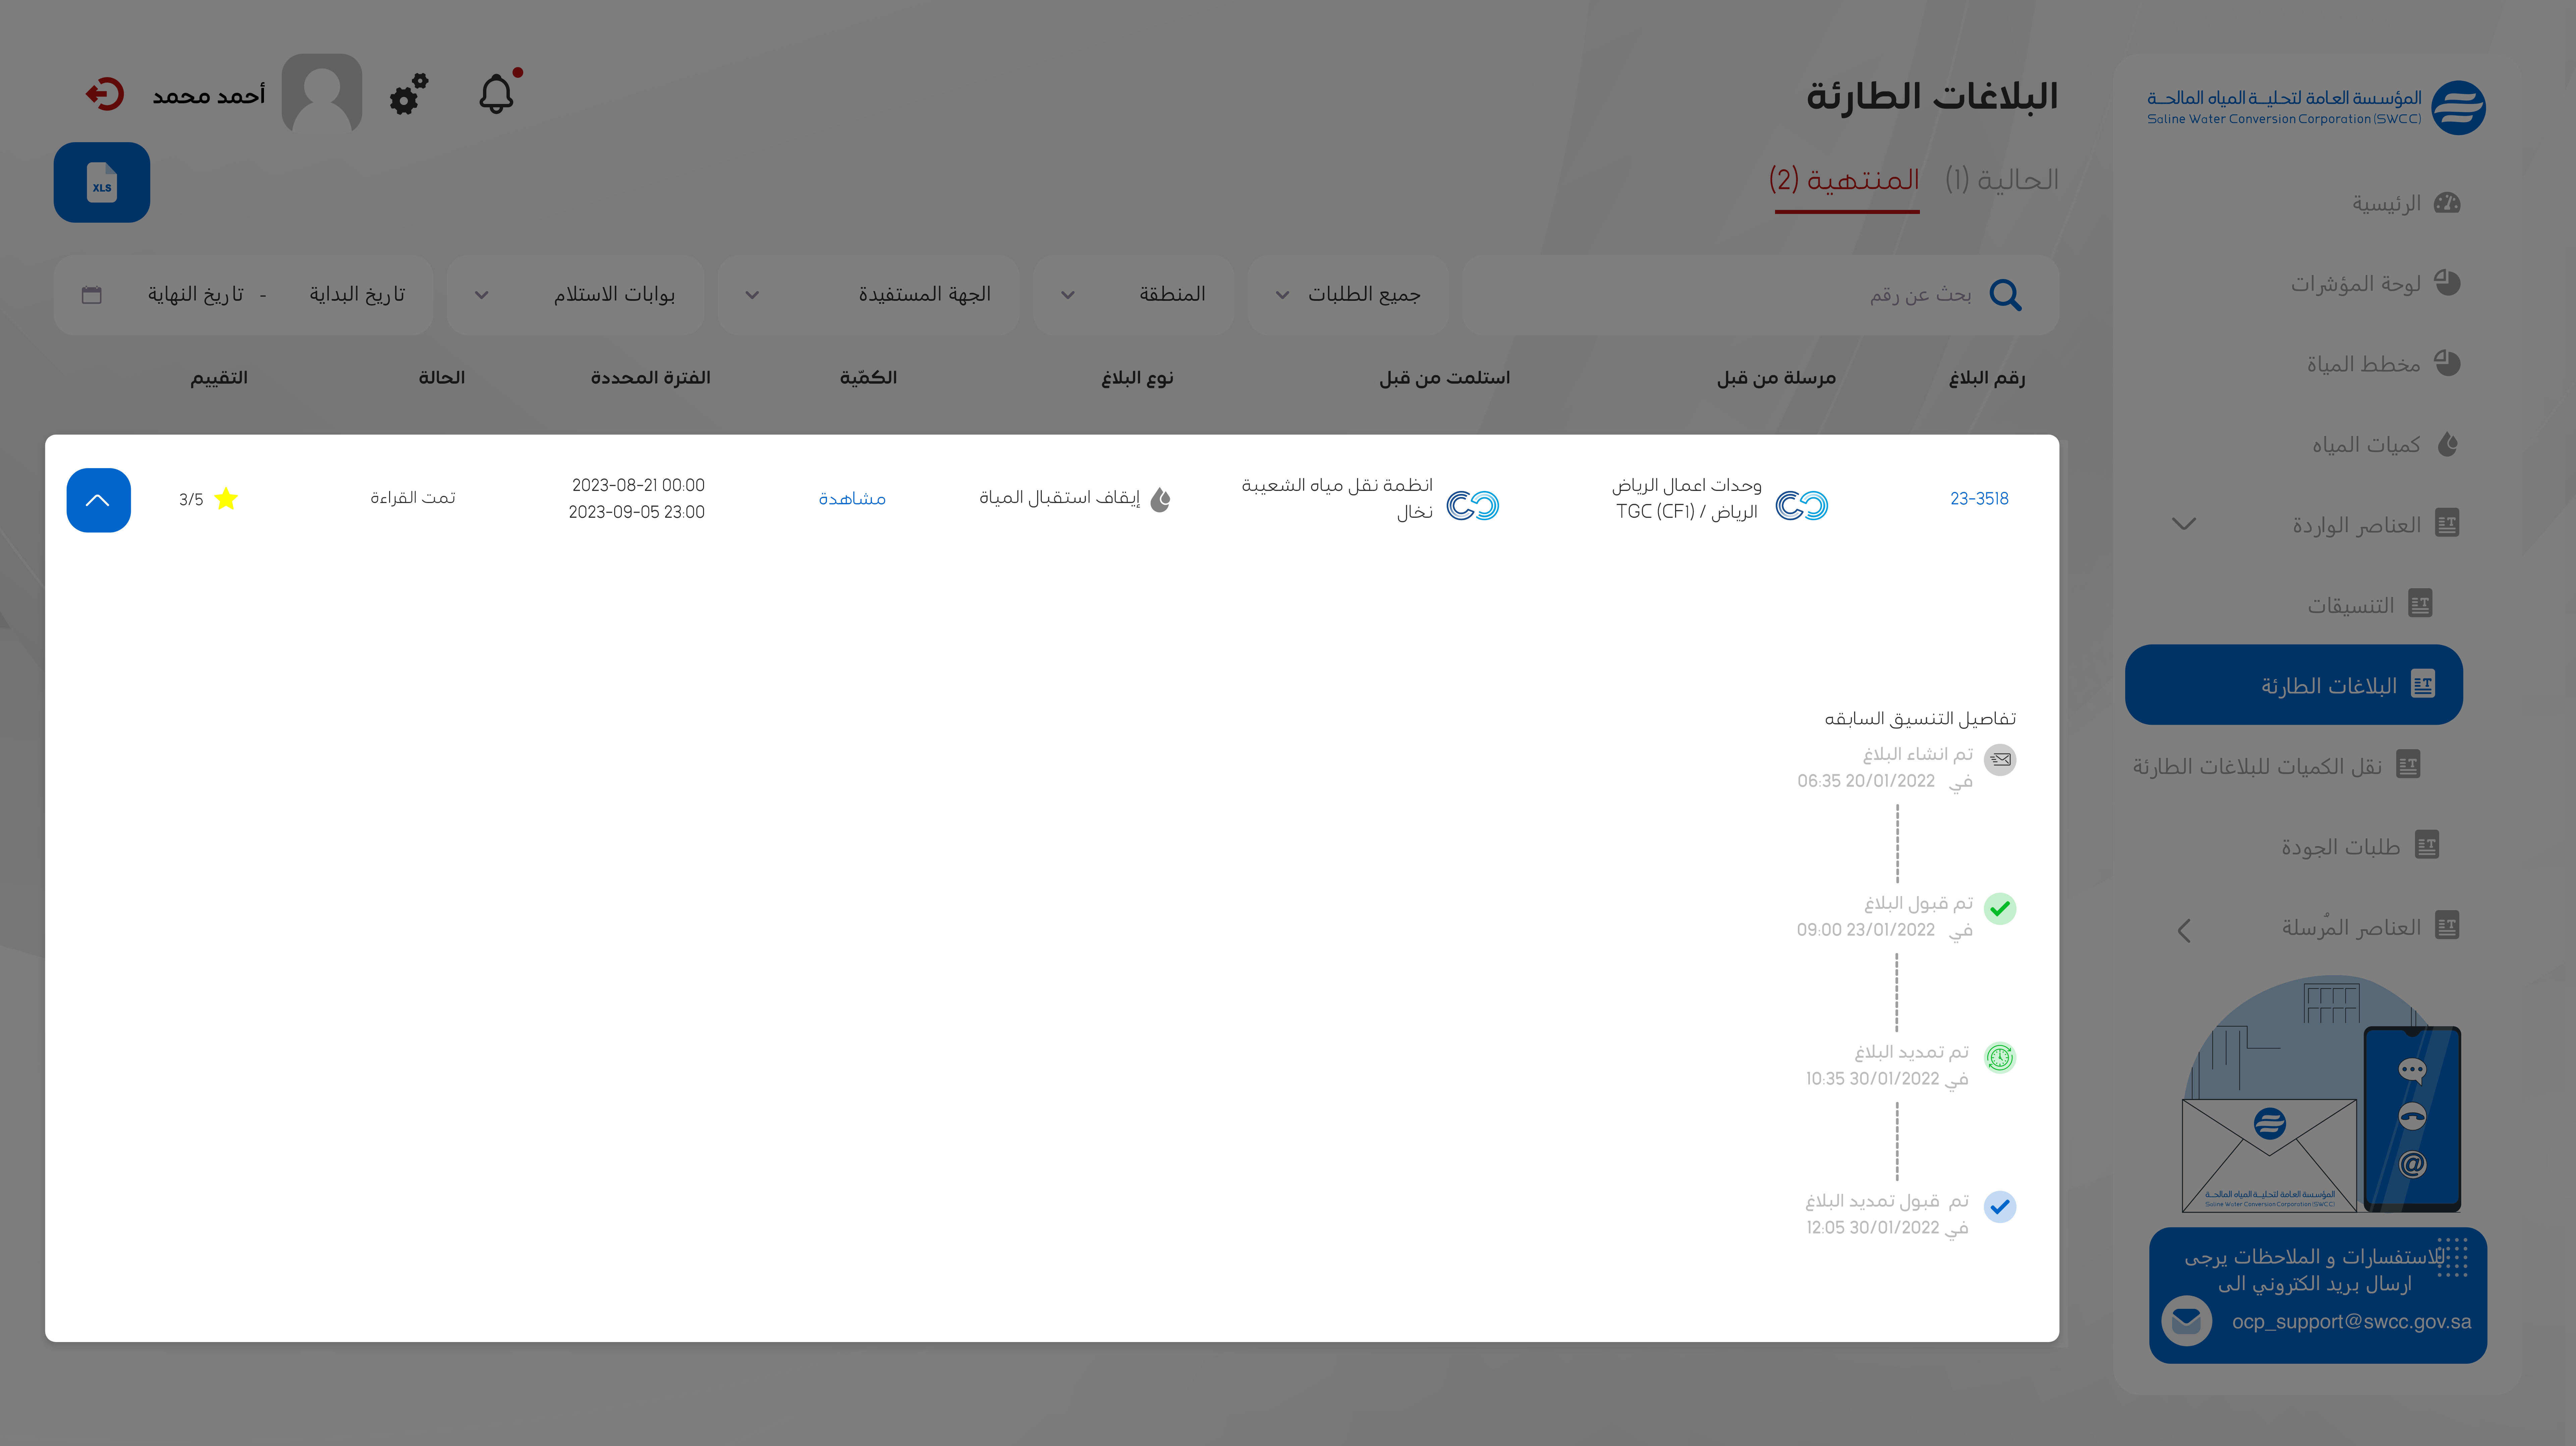 المؤسسة العامة لتحلية المياه المالحة
Saline Water Conversion Corporation (SWCC)
الرئيسية
لوحة المؤشرات
مخطط المياة
كميات المياه
العناصر الواردة
التنسيقات
البلاغات الطارئة
نقل الكميات للبلاغات الطارئة
طلبات الجودة
العناصر المُرسلة
المؤسسة العامة لتحلية المياه المالحة
Saline Water Conversion Corporation (SWCC)
للاستفسارات و الملاحظات يرجى
ارسال بريد الكتروني الى
ocp_support@swcc.gov.sa
البلاغات الطارئة
أحمد محمد
الحالية (1) المنتهية (2)
XLS
بحث عن رقم
جميع الطلبات
المنطقة
الجهة المستفيدة
بوابات الاستلام
تاريخ البداية - تاريخ النهاية
رقم البلاغ
مرسلة من قبل
استلمت من قبل
نوع البلاغ
الكمّية
الفترة المحددة
الحالة
التقييم
23-3518
وحدات اعمال الرياض
الرياض / TGC (CF1)
انظمة نقل مياه الشعيبة
نخال
إيقاف استقبال المياة
مشاهدة
2023-08-21 00:00
2023-09-05 23:00
تمت القراءة
3/5
تفاصيل التنسيق السابقه
تم انشاء البلاغ
في 20/01/2022 06:35
تم قبول البلاغ
في 23/01/2022 09:00
تم تمديد البلاغ
في 30/01/2022 10:35
تم قبول تمديد البلاغ
في 30/01/2022 12:05